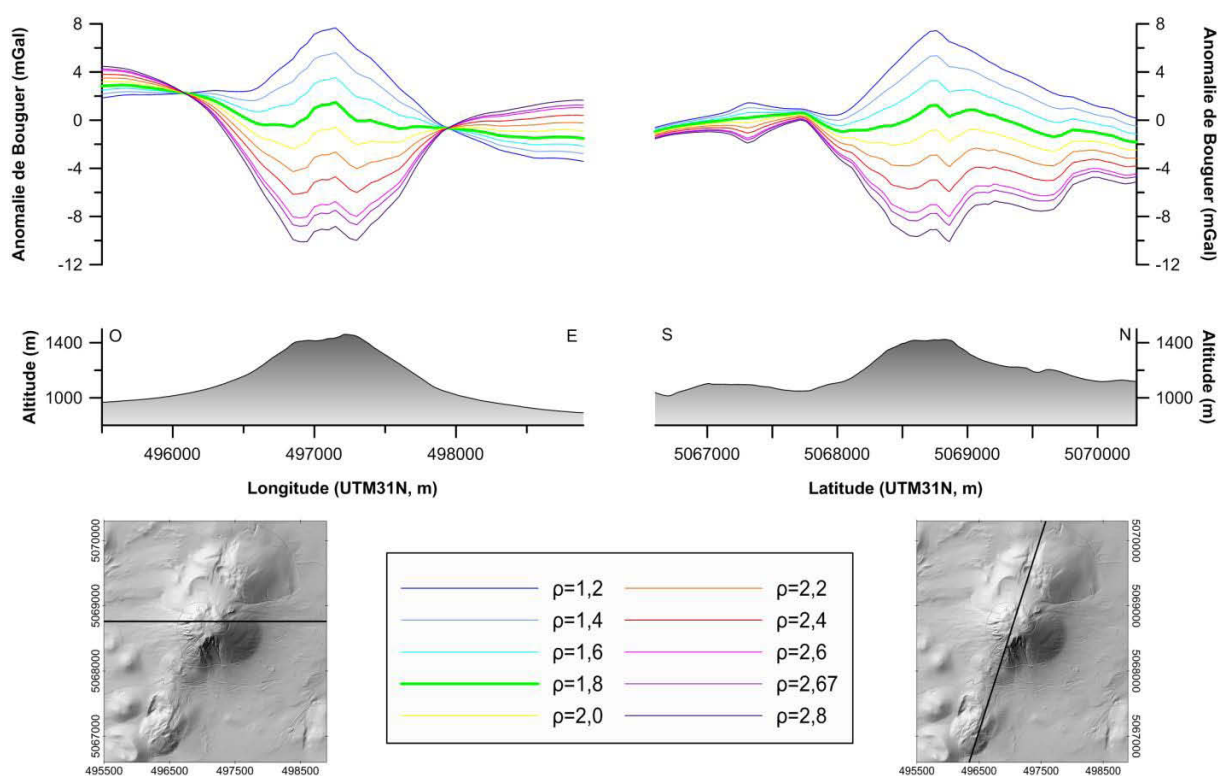 8
4
0
-4
-8
-12
Anomalie de Bouguer (mGal)
8
4
0
-4
-8
-12
Anomalie de Bouguer (mGal)
O
E
1400
1000
Altitude (m)
S
N
1400
1000
Altitude (m)
496000 497000 498000
Longitude (UTM31N, m)
5067000 5068000 5069000 5070000
Latitude (UTM31N, m)
5070000
5069000
5068000
5067000
495500 496500 497500 498500
ρ=1,2 ρ=2,2
ρ=1,4 ρ=2,4
ρ=1,6 ρ=2,6
ρ=1,8 ρ=2,67
ρ=2,0 ρ=2,8
5070000
5069000
5068000
5067000
495500 496500 497500 498500